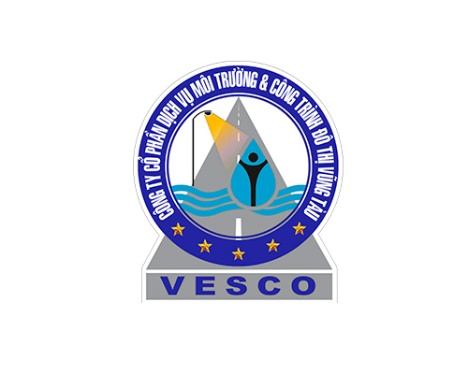 CÔNG TY CỔ PHẦN DỊCH VỤ MÔI TRƯỜNG & CÔNG TRÌNH ĐÔ THỊ VŨNG TÀU
VESCO